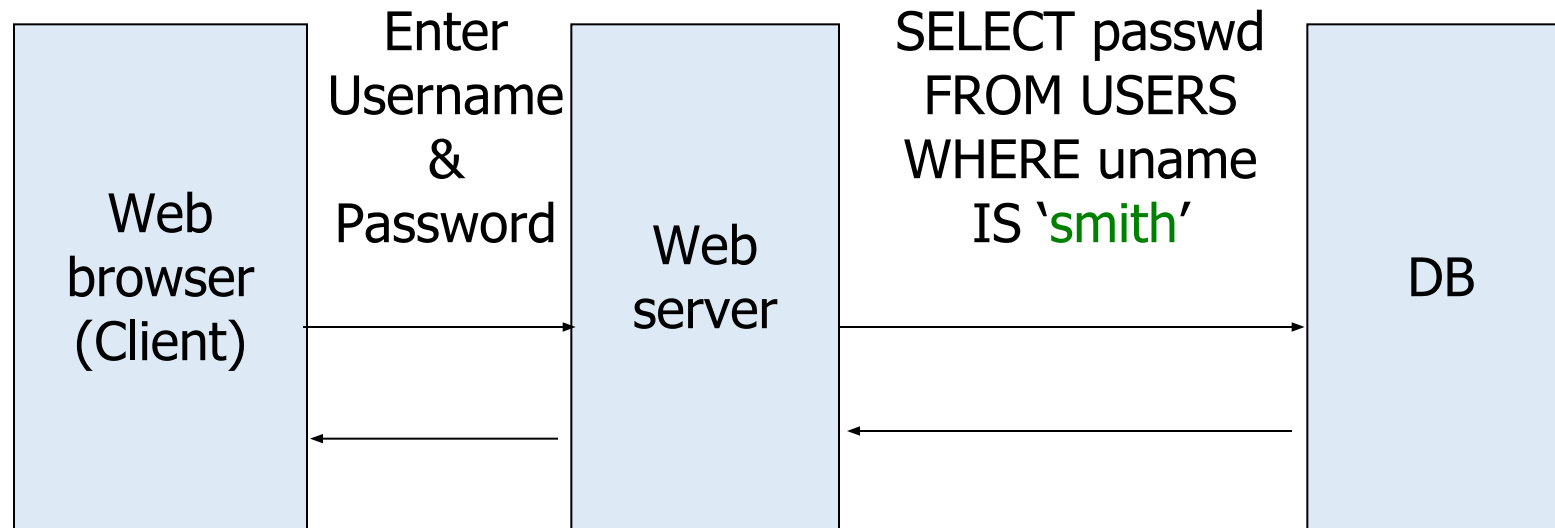 Web
browser
(Client)
Enter
Username
&
Password
Web
server
SELECT passwd
FROM USERS
WHERE uname
IS ‘smith’
DB